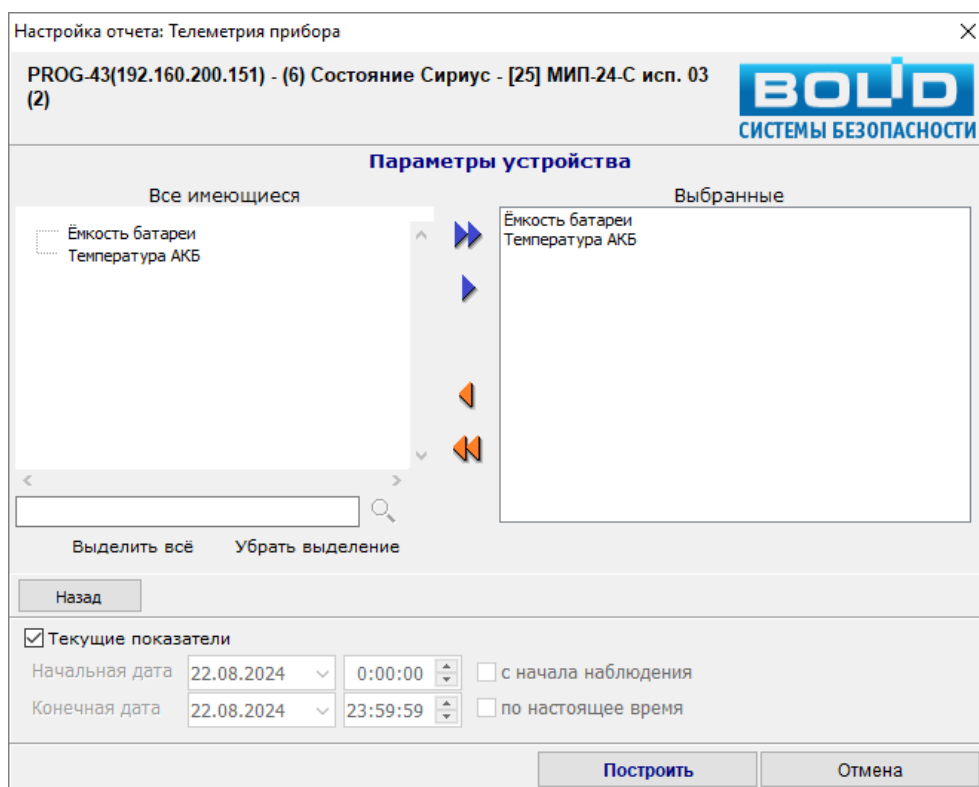 Настройка отчета: Телеметрия прибора
PROG-43(192.160.200.151) - (6) Состояние Сириус - [25] МИП-24-С исп. 03
(2)
BOLID
СИСТЕМЫ БЕЗОПАСНОСТИ
Параметры устройства
Все имеющиеся
Ёмкость батареи
Температура АКБ
Выбранные
Ёмкость батареи
Температура АКБ
Выделить всё Убрать выделение
Назад
Текущие показатели
Начальная дата 22.08.2024 0:00:00 с начала наблюдения
Конечная дата 22.08.2024 23:59:59 по настоящее время
Построить Отмена